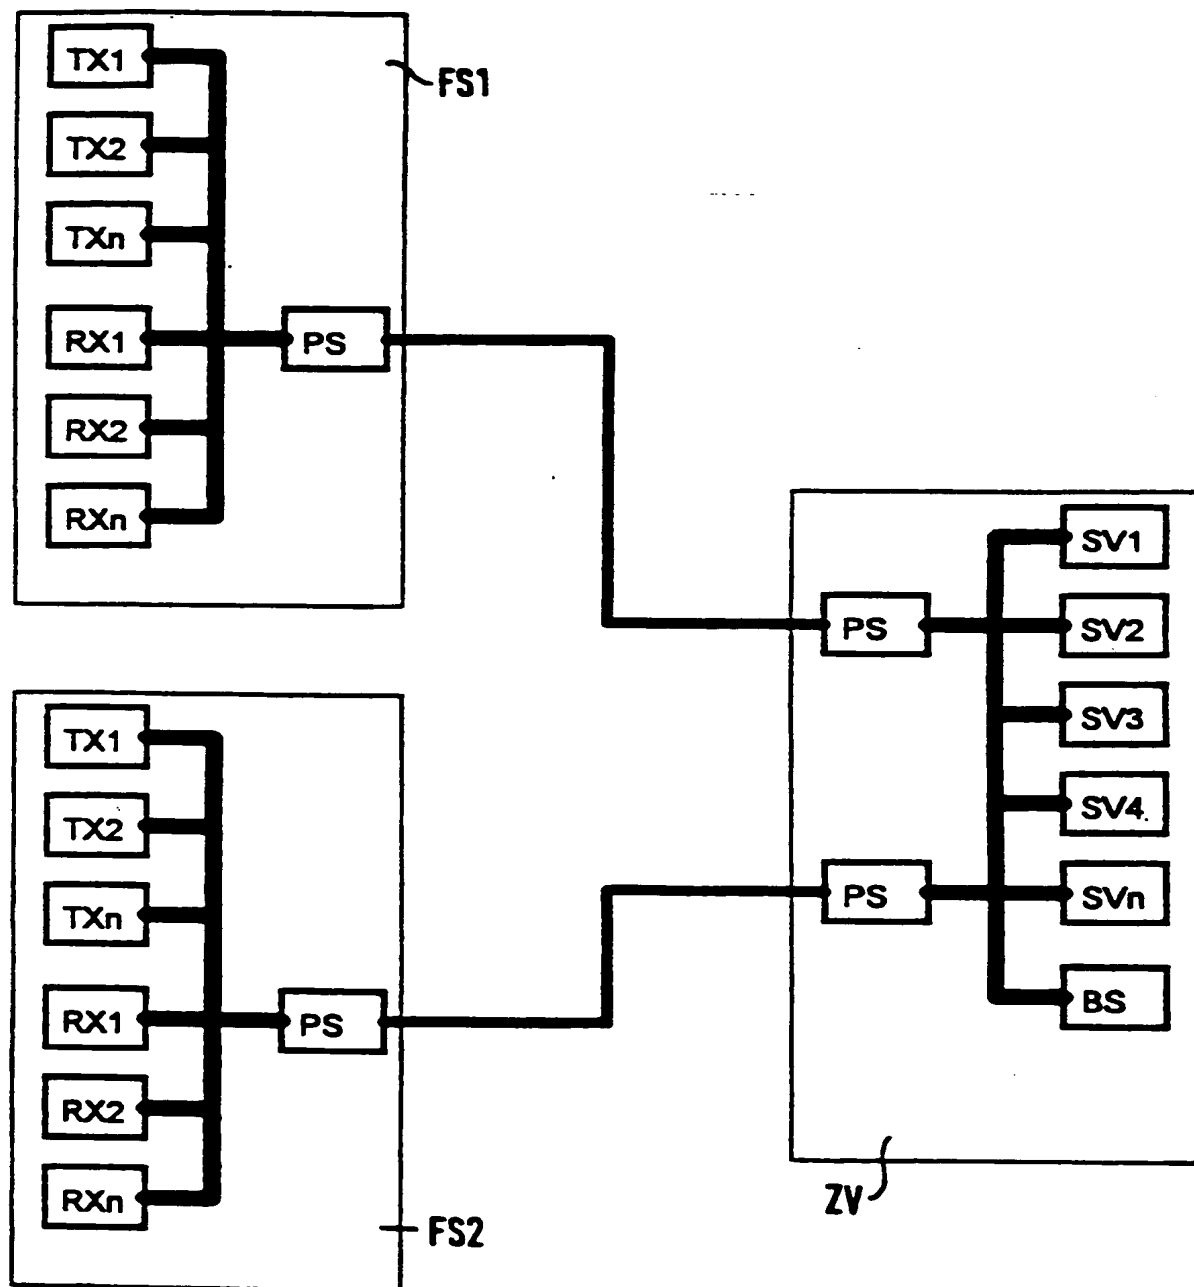 TX1
TX2
TXn
RX1
RX2
RXn
PS
FS1
TX1
TX2
TXn
RX1
RX2
RXn
PS
FS2
PS
PS
SV1
SV2
SV3
SV4
SVn
BS
ZV